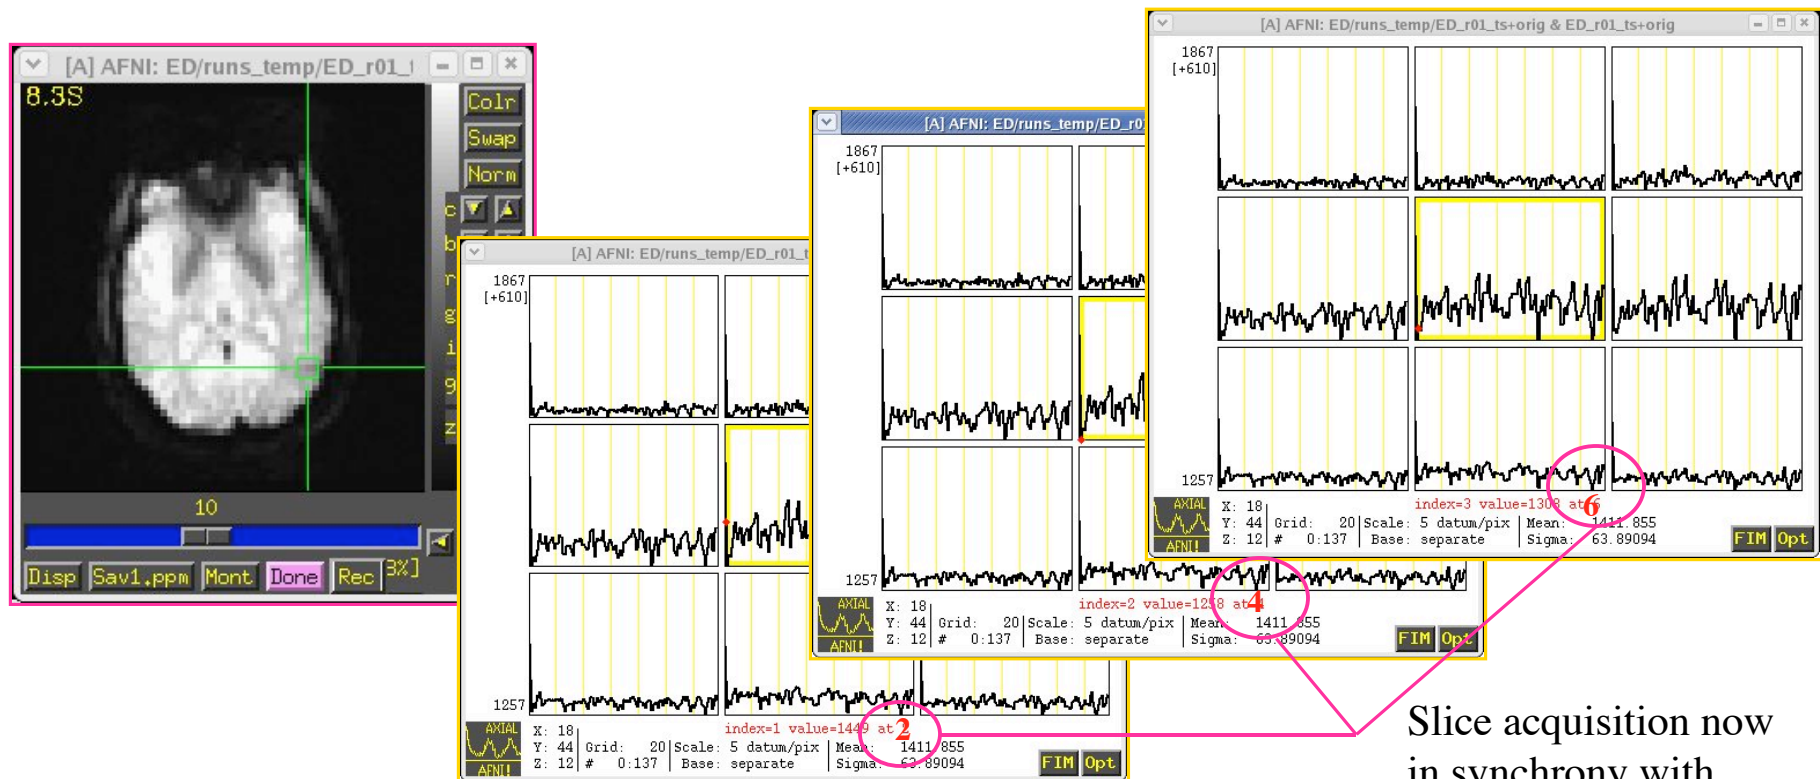 [A] AFNI: ED/runs_temp/ED_r01_t
8.3S
Colr
Swap
Norm
c
b
r
g
i
9
z
10
Disp Sav1.ppm Mont Done Rec 3%]
[A] AFNI: ED/runs_temp/ED_r01_t
1867
[+610]
1257
index=1 value=1449 at 2
AXIAL
AFNI!
X: 18
Y: 44 Grid: 20 Scale: 5 datum/pix Mean: 1411.855
Z: 12 # 0:137 Base: separate Sigma: 63.89094
FIM Opt
[A] AFNI: ED/runs_temp/ED_r0
1867
[+610]
1257
index=2 value=1258 at 4
AXIAL
AFNI!
X: 18
Y: 44 Grid: 20 Scale: 5 datum/pix Mean: 1411.855
Z: 12 # 0:137 Base: separate Sigma: 63.89094
FIM Opt
[A] AFNI: ED/runs_temp/ED_r01_ts+orig & ED_r01_ts+orig
1867
[+610]
1257
index=3 value=1308 at 6
AXIAL
AFNI!
X: 18
Y: 44 Grid: 20 Scale: 5 datum/pix Mean: 1411.855
Z: 12 # 0:137 Base: separate Sigma: 63.89094
FIM Opt
Slice acquisition now
in synchrony with